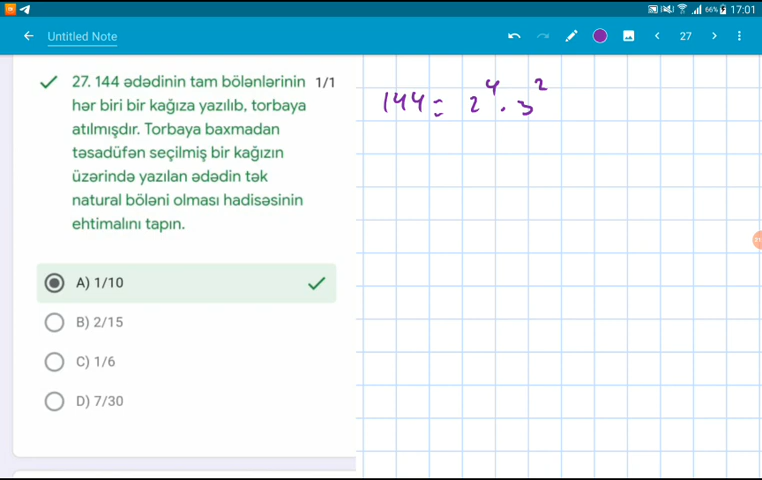 66% 17:01
Untitled Note
27
27. 144 ədədinin tam bölənlərinin 1/1
hər biri bir kağıza yazılıb, torbaya
atılmışdır. Torbaya baxmadan
təsadüfən seçilmiş bir kağızın
üzərində yazılan ədədin tək
natural böləni olması hadisəsinin
ehtimalını tapın.
A) 1/10
B) 2/15
C) 1/6
D) 7/30
144 = 2⁴ · 3²